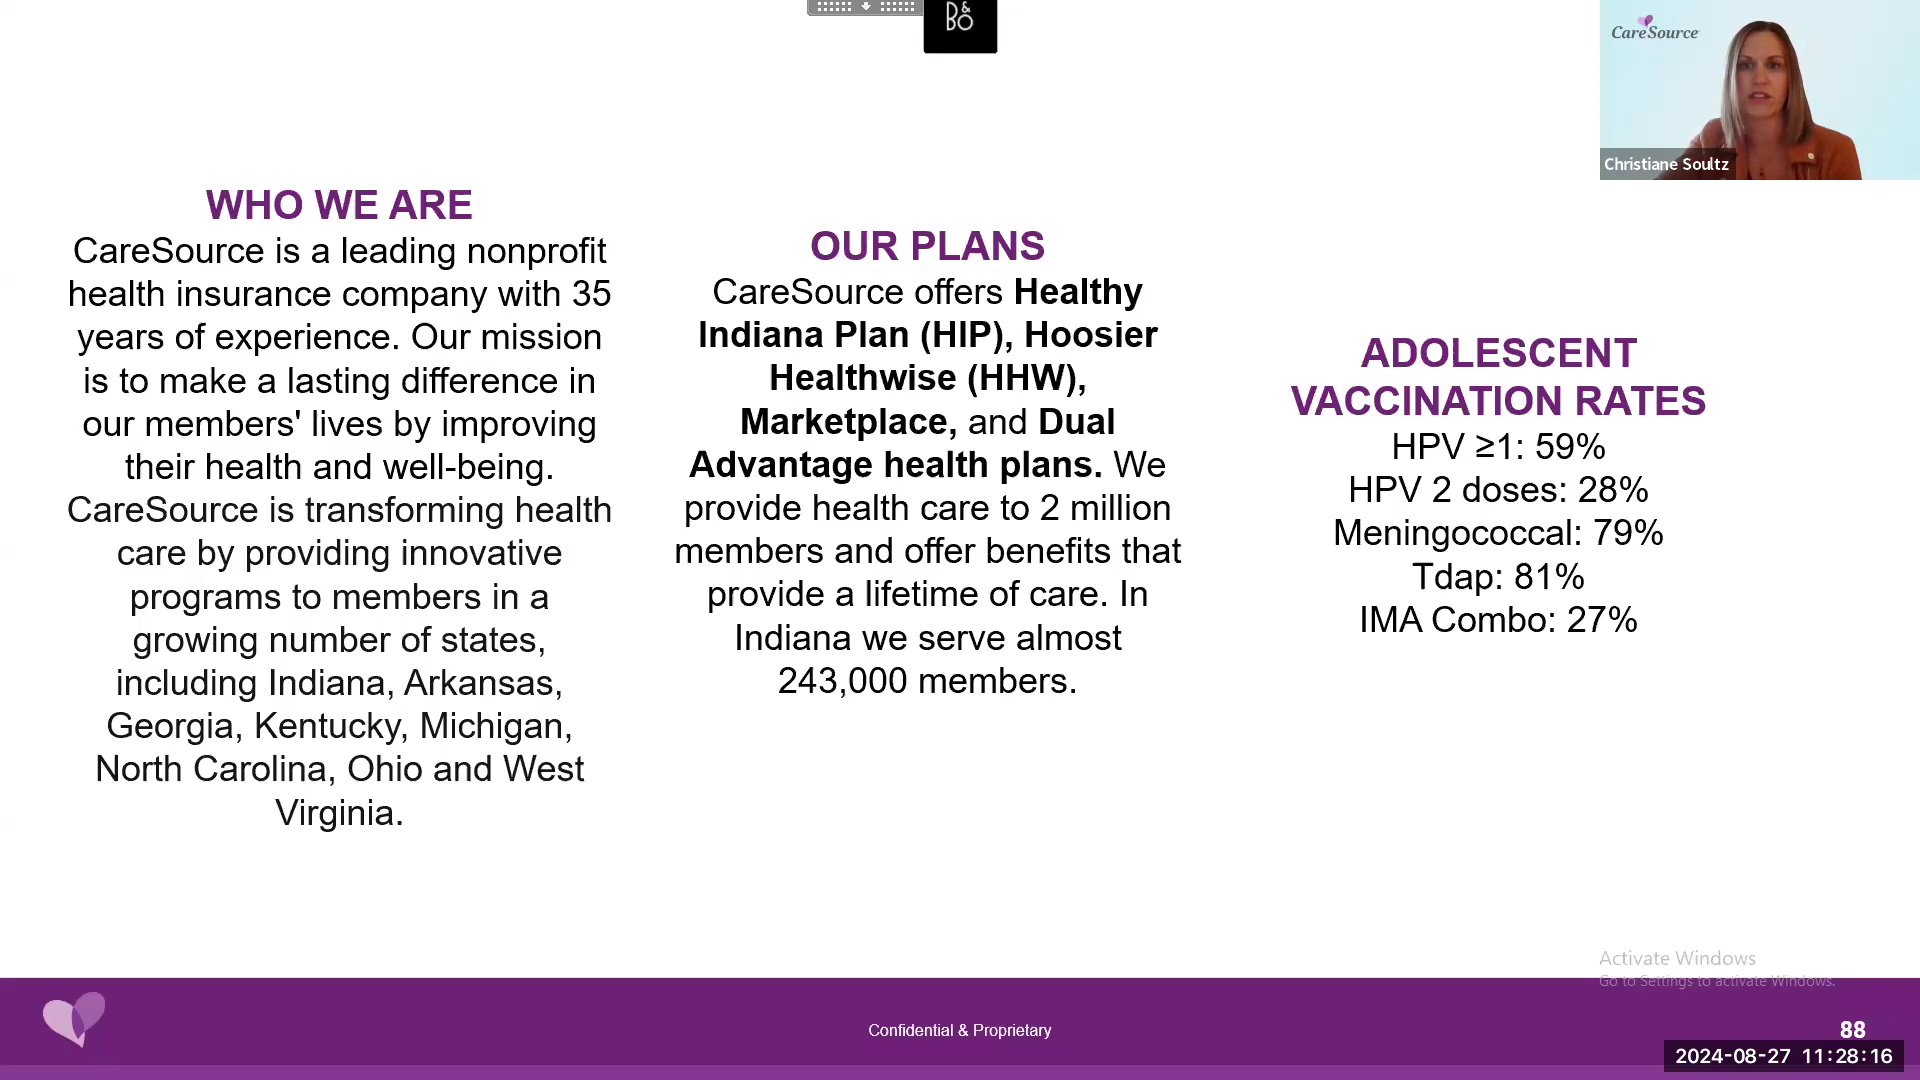 B&O
CareSource
Christiane Soultz
WHO WE ARE
CareSource is a leading nonprofit
health insurance company with 35
years of experience. Our mission
is to make a lasting difference in
our members' lives by improving
their health and well-being.
CareSource is transforming health
care by providing innovative
programs to members in a
growing number of states,
including Indiana, Arkansas,
Georgia, Kentucky, Michigan,
North Carolina, Ohio and West
Virginia.
OUR PLANS
CareSource offers Healthy
Indiana Plan (HIP), Hoosier
Healthwise (HHW),
Marketplace, and Dual
Advantage health plans. We
provide health care to 2 million
members and offer benefits that
provide a lifetime of care. In
Indiana we serve almost
243,000 members.
ADOLESCENT
VACCINATION RATES
HPV ≥1: 59%
HPV 2 doses: 28%
Meningococcal: 79%
Tdap: 81%
IMA Combo: 27%
Activate Windows
Go to Settings to activate Windows.
Confidential & Proprietary
88
2024-08-27 11:28:16